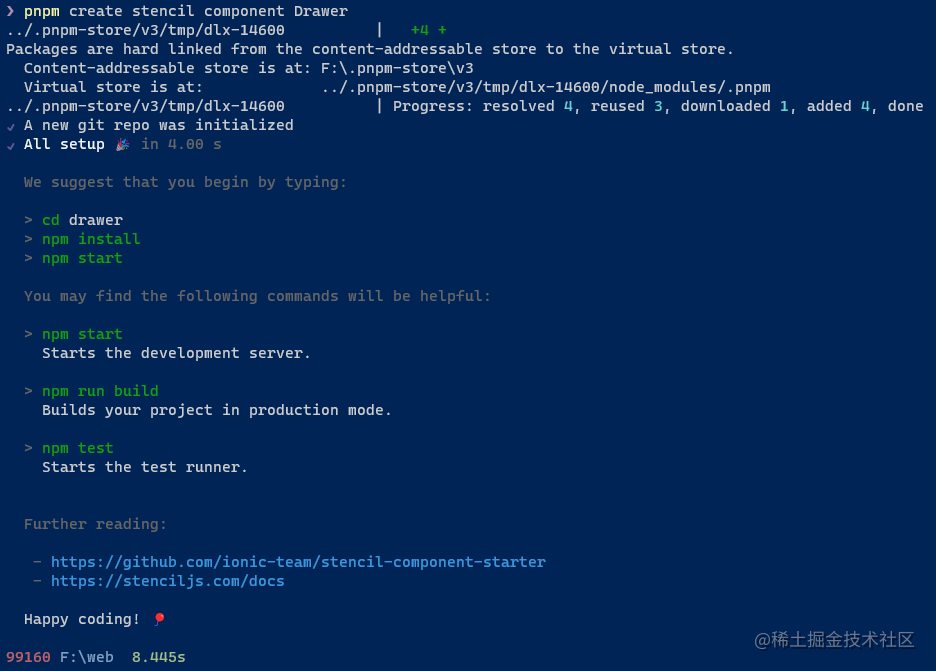 ❯ pnpm create stencil component Drawer
../.pnpm-store/v3/tmp/dlx-14600          |   +4 +
Packages are hard linked from the content-addressable store to the virtual store.
  Content-addressable store is at: F:\.pnpm-store\v3
  Virtual store is at:             ../.pnpm-store/v3/tmp/dlx-14600/node_modules/.pnpm
../.pnpm-store/v3/tmp/dlx-14600          | Progress: resolved 4, reused 3, downloaded 1, added 4, done
✔ A new git repo was initialized
✔ All setup 🎉 in 4.00 s
We suggest that you begin by typing:
> cd drawer
> npm install
> npm start
You may find the following commands will be helpful:
> npm start
Starts the development server.
> npm run build
Builds your project in production mode.
> npm test
Starts the test runner.
Further reading:
- https://github.com/ionic-team/stencil-component-starter
- https://stenciljs.com/docs
Happy coding! 🎈
@稀土掘金技术社区
99160 F:\web  8.445s